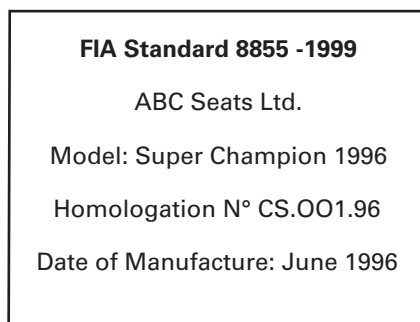 FIA Standard 8855 -1999
ABC Seats Ltd.
Model: Super Champion 1996
Homologation N° CS.OO1.96
Date of Manufacture: June 1996